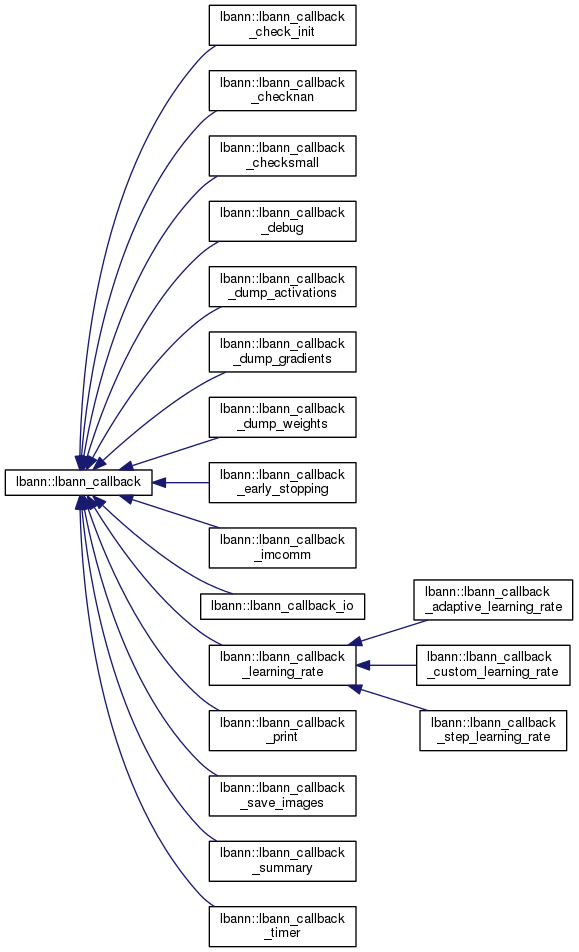 lbann::lbann_callback
_check_init
lbann::lbann_callback
_checknan
lbann::lbann_callback
_checksmall
lbann::lbann_callback
_debug
lbann::lbann_callback
_dump_activations
lbann::lbann_callback
_dump_gradients
lbann::lbann_callback
_dump_weights
lbann::lbann_callback
lbann::lbann_callback
_early_stopping
lbann::lbann_callback
_imcomm
lbann::lbann_callback_io
lbann::lbann_callback
_learning_rate
lbann::lbann_callback
_adaptive_learning_rate
lbann::lbann_callback
_custom_learning_rate
lbann::lbann_callback
_step_learning_rate
lbann::lbann_callback
_print
lbann::lbann_callback
_save_images
lbann::lbann_callback
_summary
lbann::lbann_callback
_timer